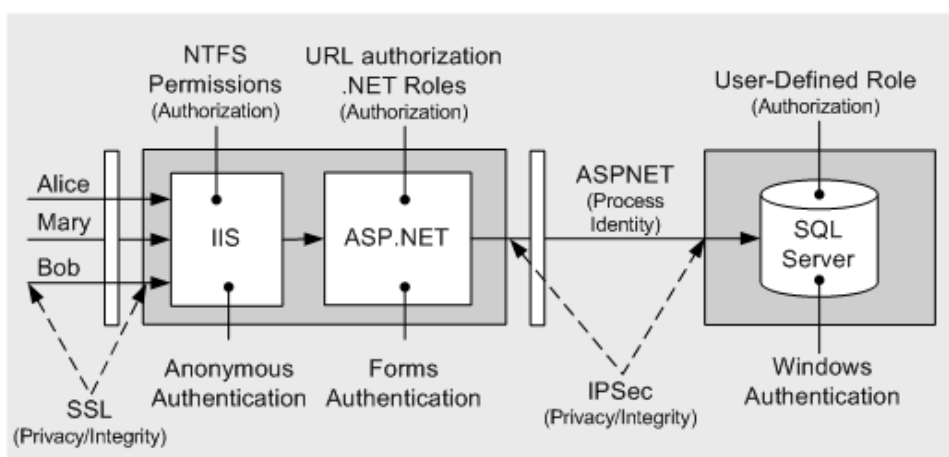 NTFS
Permissions
(Authorization)
URL authorization
.NET Roles
(Authorization)
User-Defined Role
(Authorization)
Alice
Mary
Bob
IIS
ASP.NET
ASPNET
(Process
Identity)
SQL
Server
Anonymous
Authentication
Forms
Authentication
Windows
Authentication
SSL
(Privacy/Integrity)
IPSec
(Privacy/Integrity)